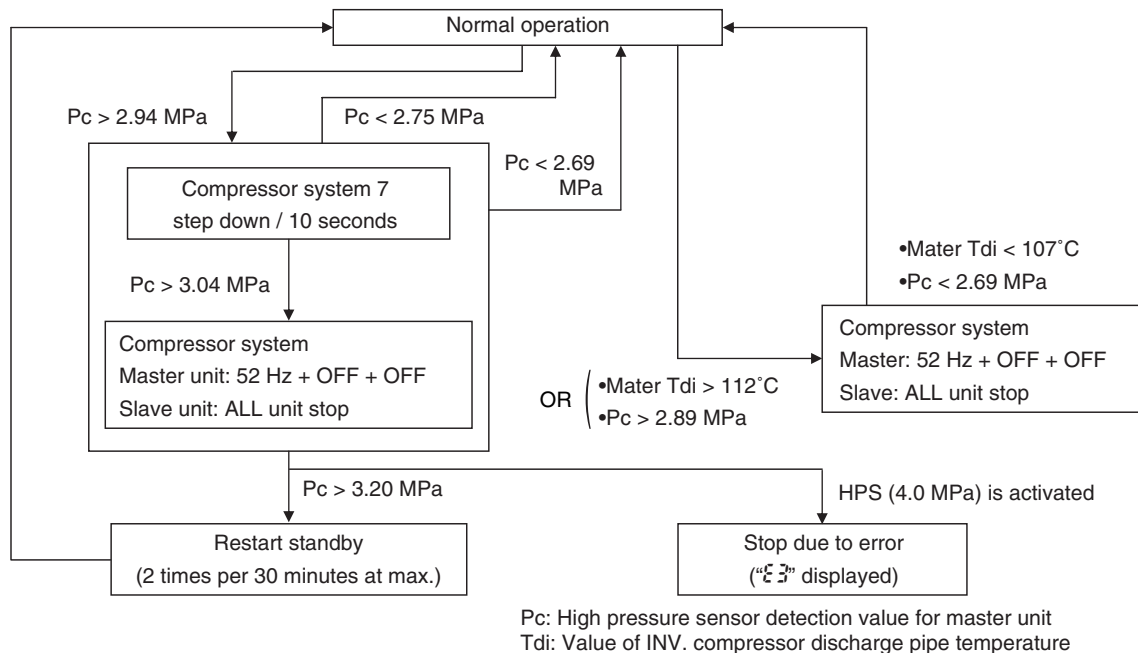 Normal operation
Pc > 2.94 MPa
Pc < 2.75 MPa
Pc < 2.69
MPa
Compressor system 7
step down / 10 seconds
Pc > 3.04 MPa
Compressor system
Master unit: 52 Hz + OFF + OFF
Slave unit: ALL unit stop
•Mater Tdi < 107˚C
•Pc < 2.69 MPa
Compressor system
Master: 52 Hz + OFF + OFF
Slave: ALL unit stop
OR
•Mater Tdi > 112˚C
•Pc > 2.89 MPa
Pc > 3.20 MPa
HPS (4.0 MPa) is activated
Restart standby
(2 times per 30 minutes at max.)
Stop due to error
(“E3” displayed)
Pc: High pressure sensor detection value for master unit
Tdi: Value of INV. compressor discharge pipe temperature